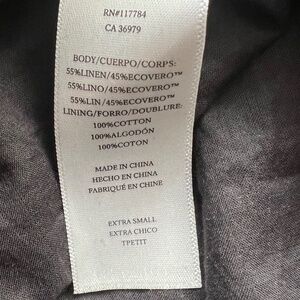 RN#117784
CA 36979
BODY/CUERPO/CORPS:
55%LINEN/45%ECOVERO™
55%LINO/45%ECOVERO™
55%LIN/45%ECOVERO™
LINING/FORRO/DOUBLURE:
100%COTTON
100%ALGODÓN
100%COTON
MADE IN CHINA
HECHO EN CHINA
FABRIQUÉ EN CHINE
EXTRA SMALL
EXTRA CHICO
TPETIT